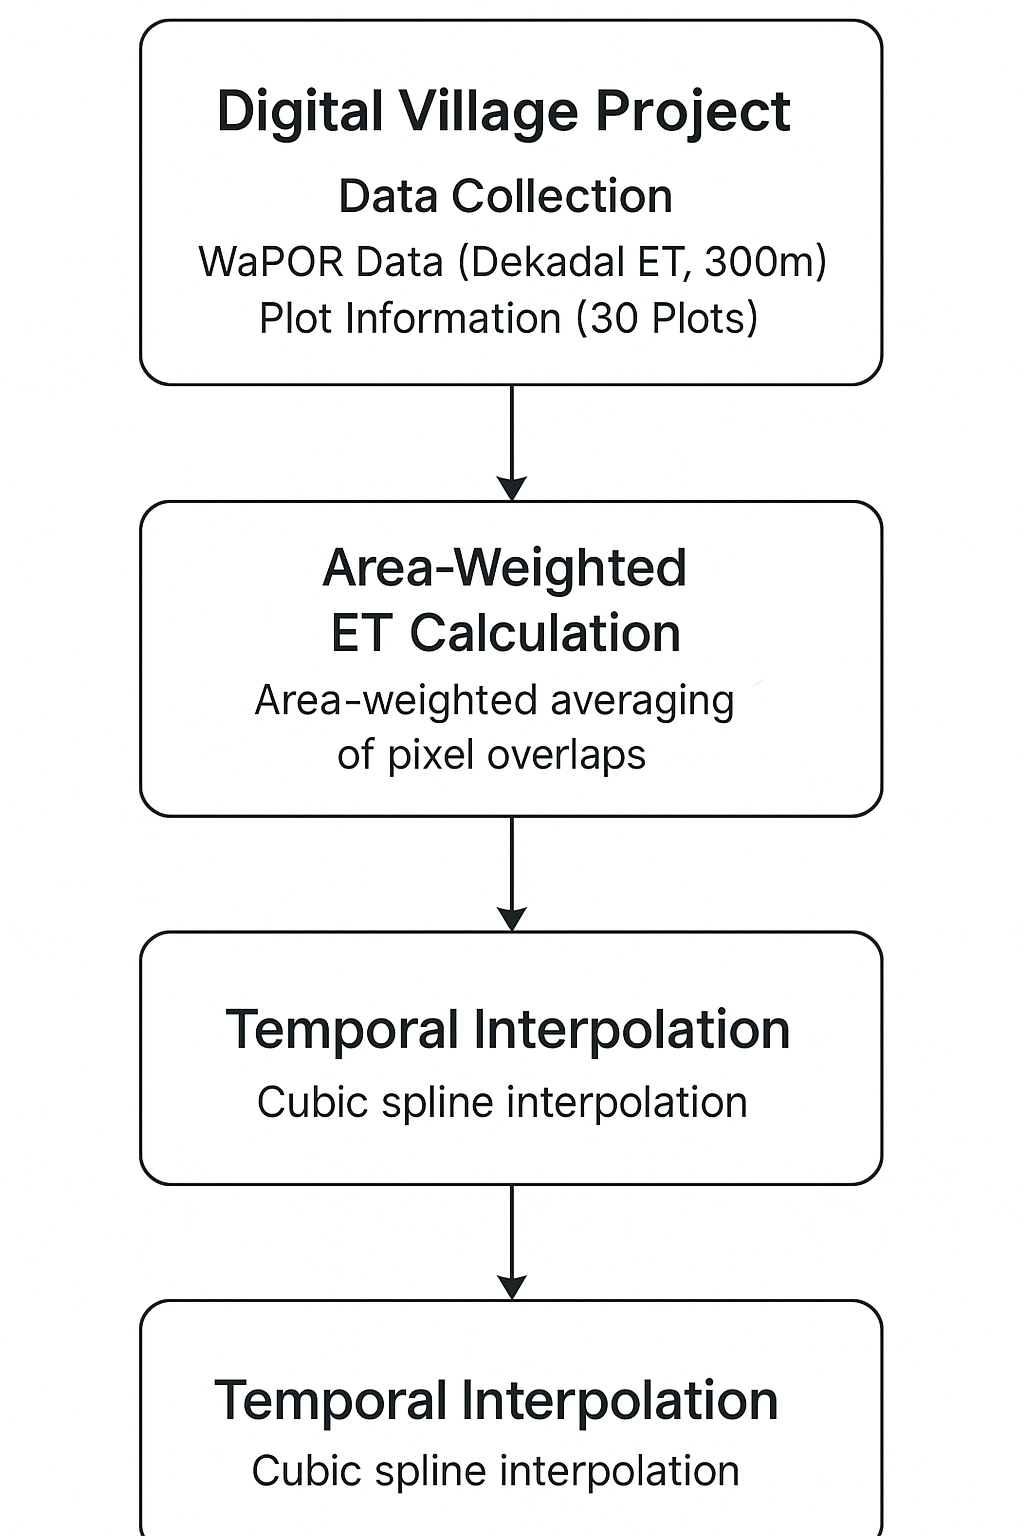 Digital Village Project
Data Collection
WaPOR Data (Dekadal ET, 300m)
Plot Information (30 Plots)
Area-Weighted
ET Calculation
Area-weighted averaging
of pixel overlaps
Temporal Interpolation
Cubic spline interpolation
Temporal Interpolation
Cubic spline interpolation